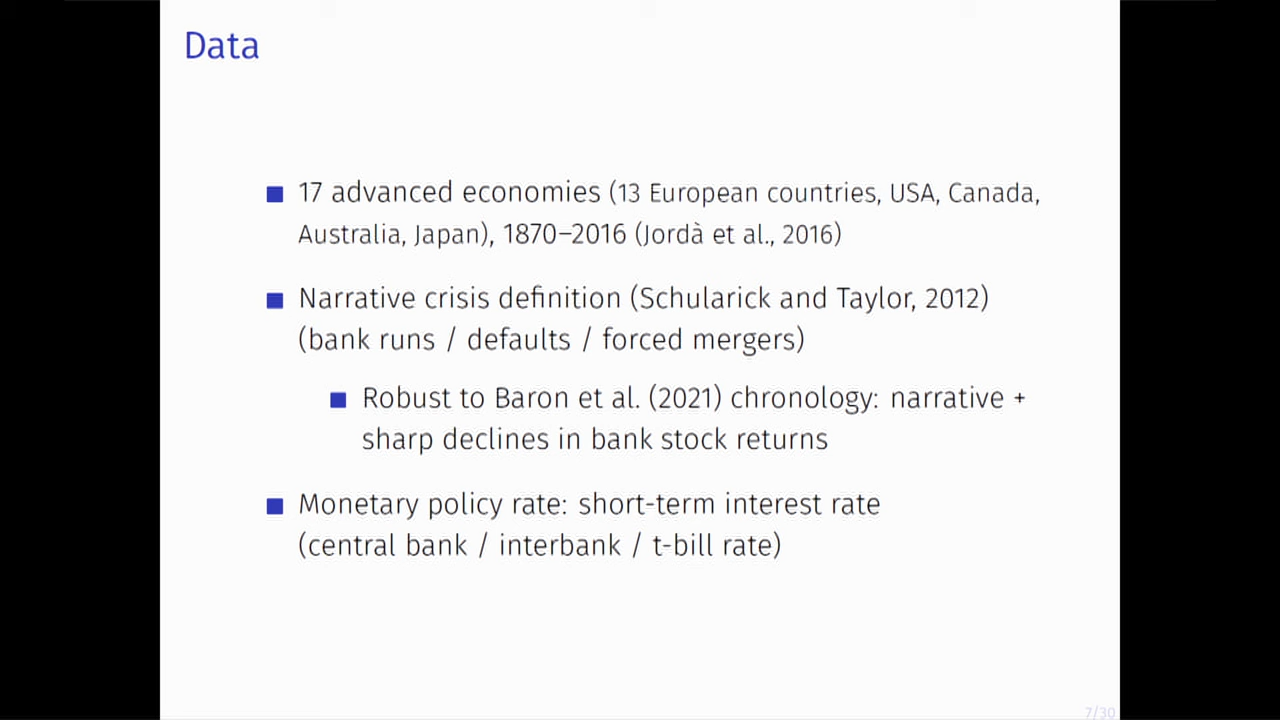 Data
17 advanced economies (13 European countries, USA, Canada,
Australia, Japan), 1870–2016 (Jordà et al., 2016)
Narrative crisis definition (Schularick and Taylor, 2012)
(bank runs / defaults / forced mergers)
Robust to Baron et al. (2021) chronology: narrative +
sharp declines in bank stock returns
Monetary policy rate: short-term interest rate
(central bank / interbank / t-bill rate)
7/30